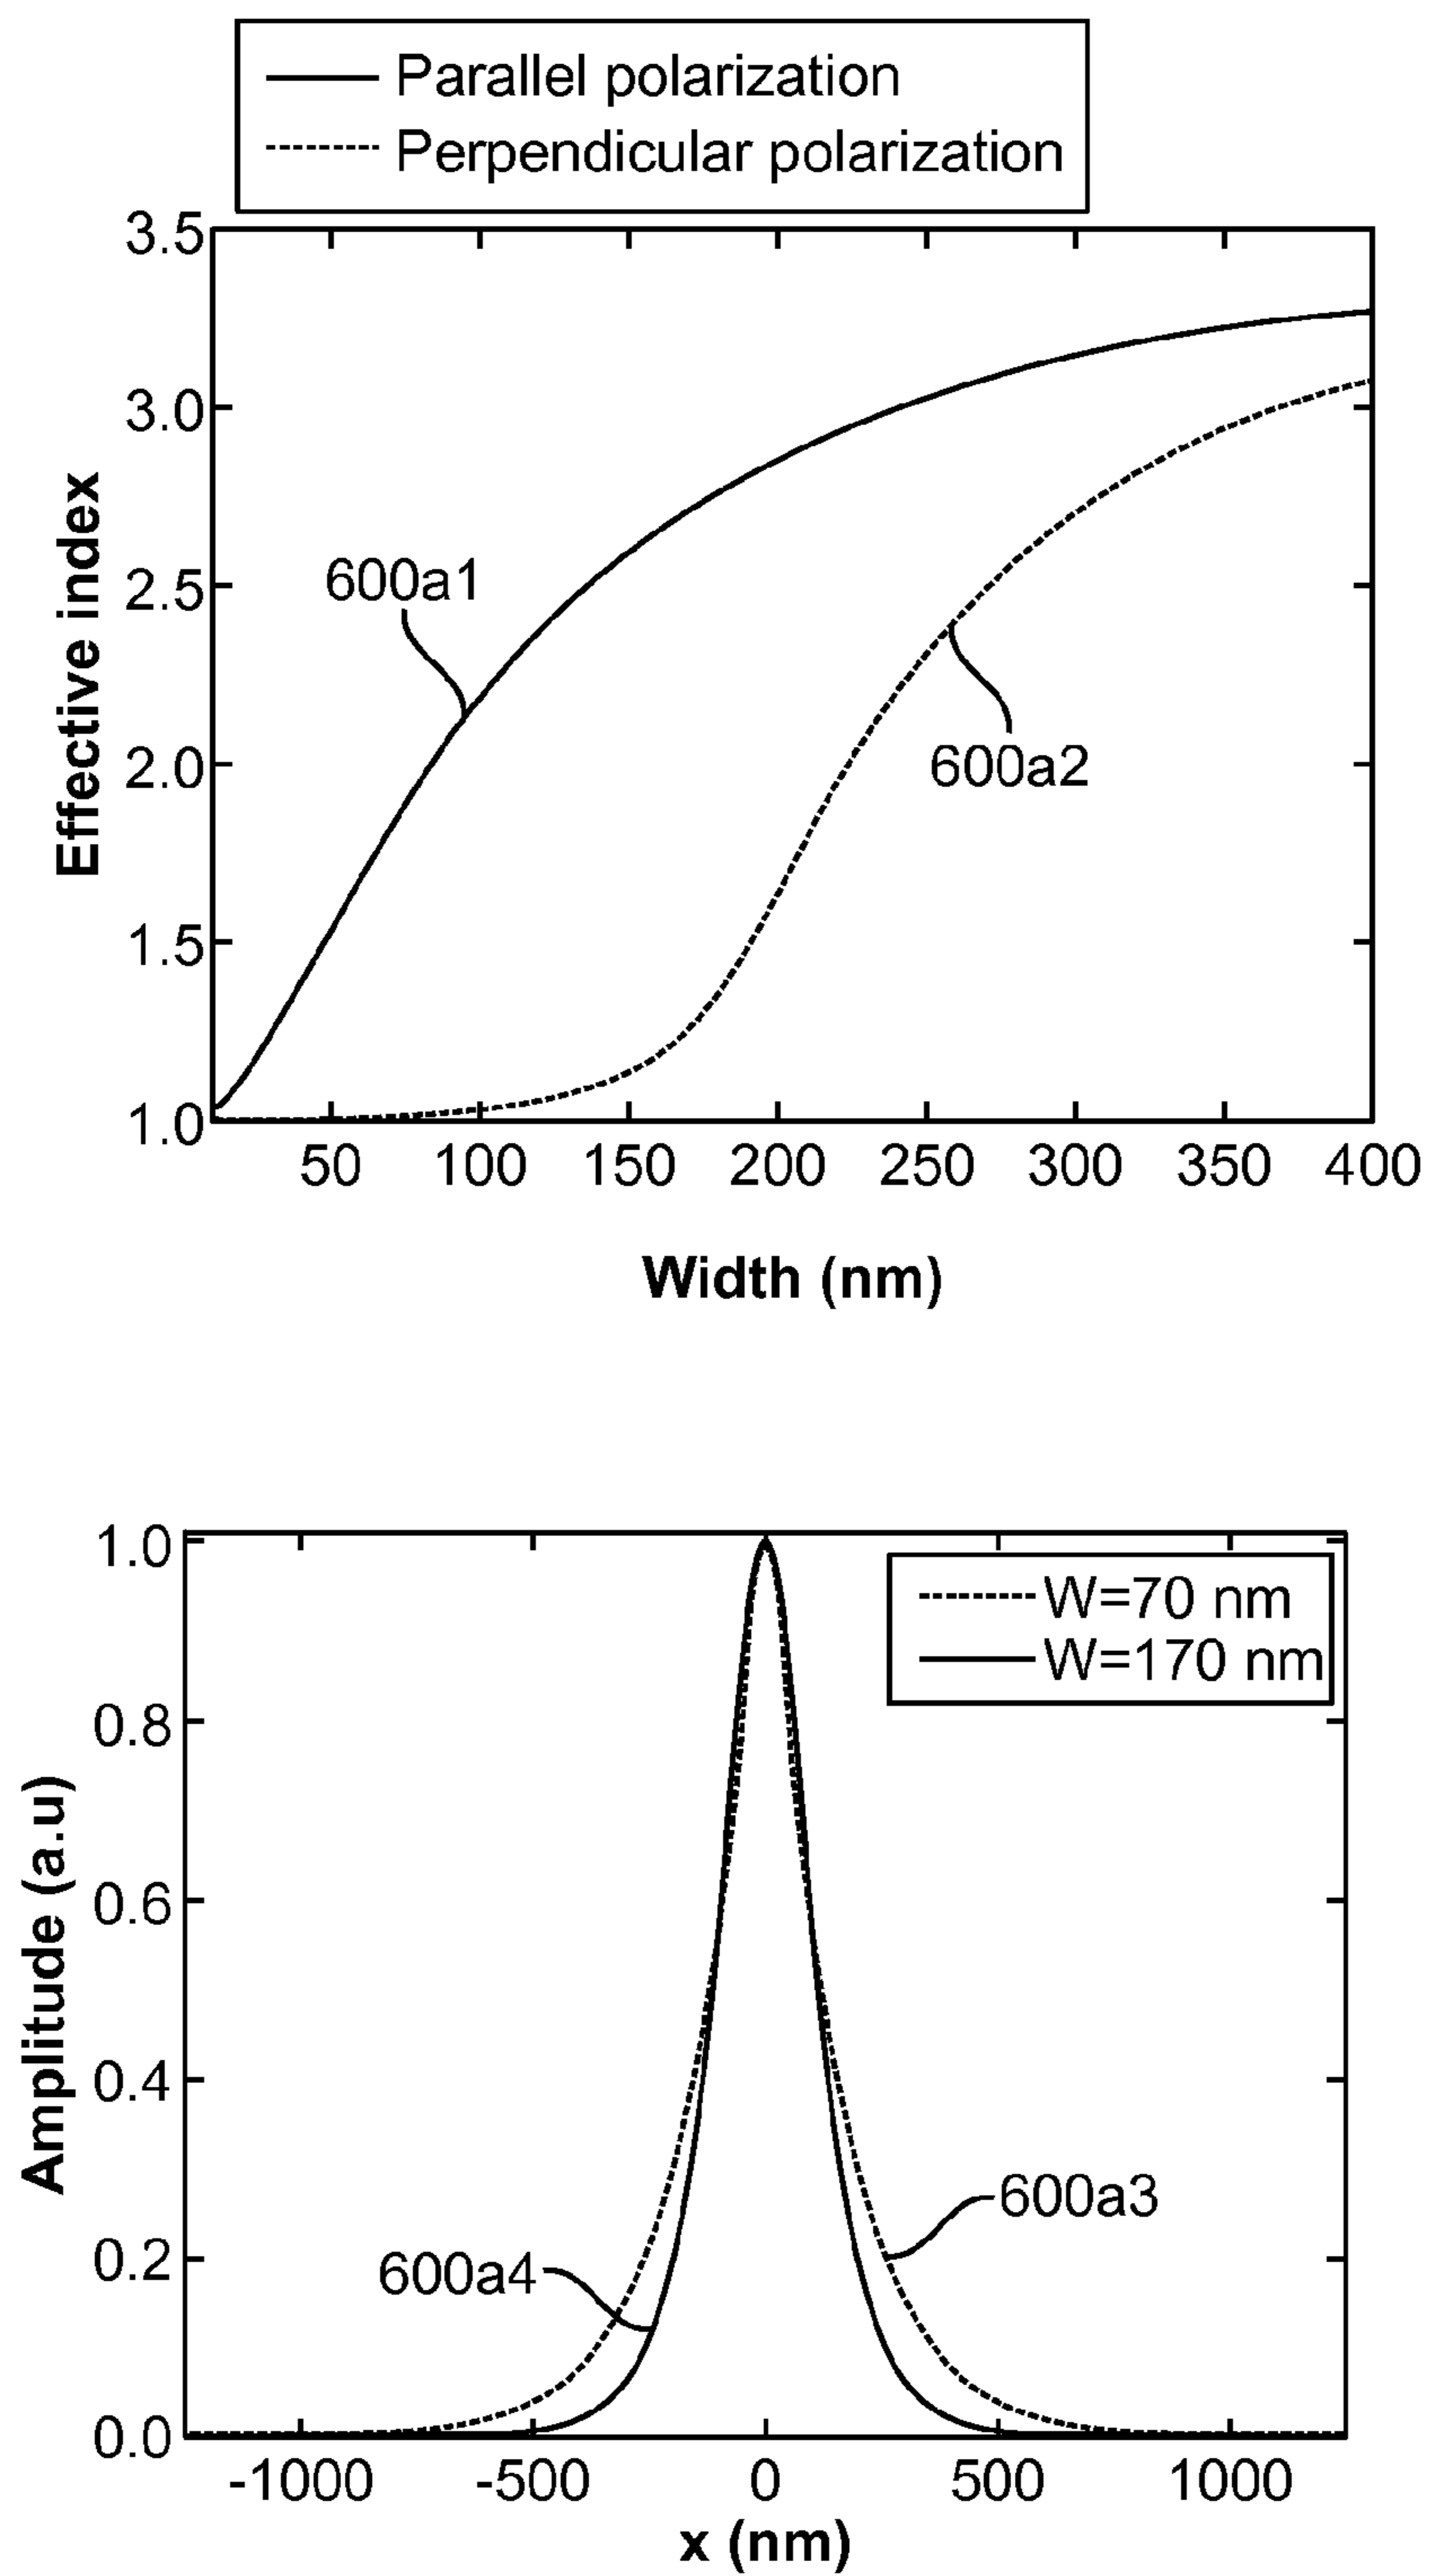 Parallel polarization
Perpendicular polarization
3.5
3.0
2.5
2.0
1.5
1.0
Effective index
600a1
600a2
50 100 150 200 250 300 350 400
Width (nm)
1.0
0.8
0.6
0.4
0.2
0.0
Amplitude (a.u)
W=70 nm
W=170 nm
600a3
600a4
-1000 -500 0 500 1000
x (nm)